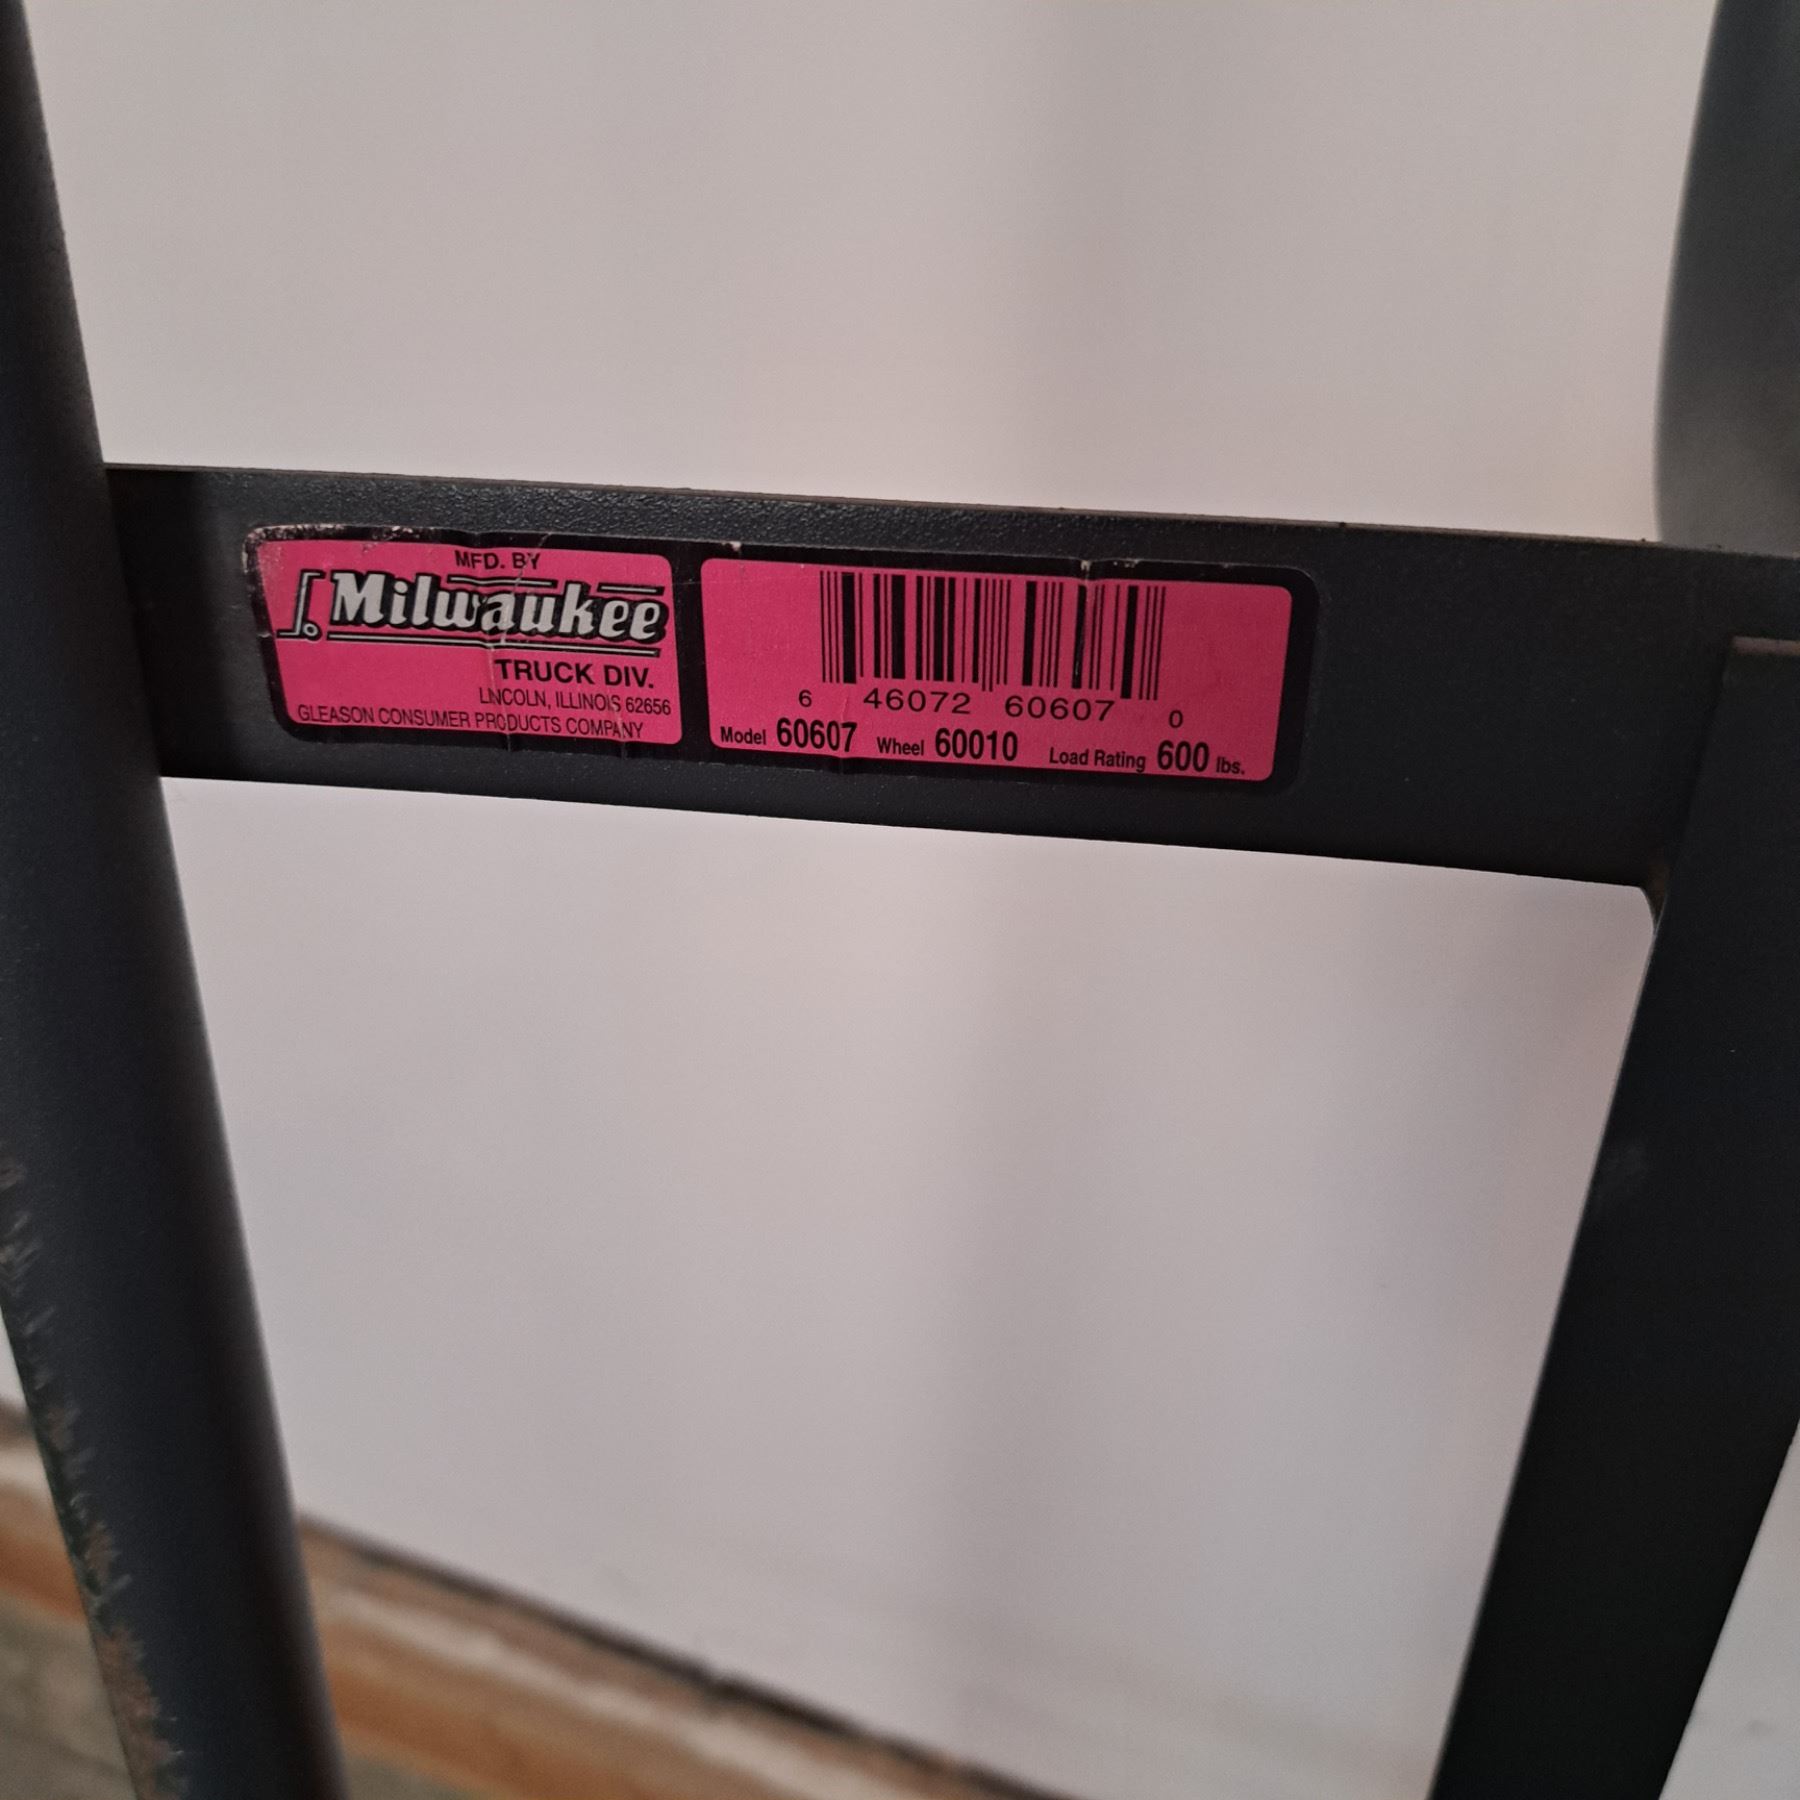 MFD. BY
Milwaukee
TRUCK DIV.
LINCOLN, ILLINOIS 62656
GLEASON CONSUMER PRODUCTS COMPANY
6 46072 60607 0
Model 60607 Wheel 60010 Load Rating 600 lbs.